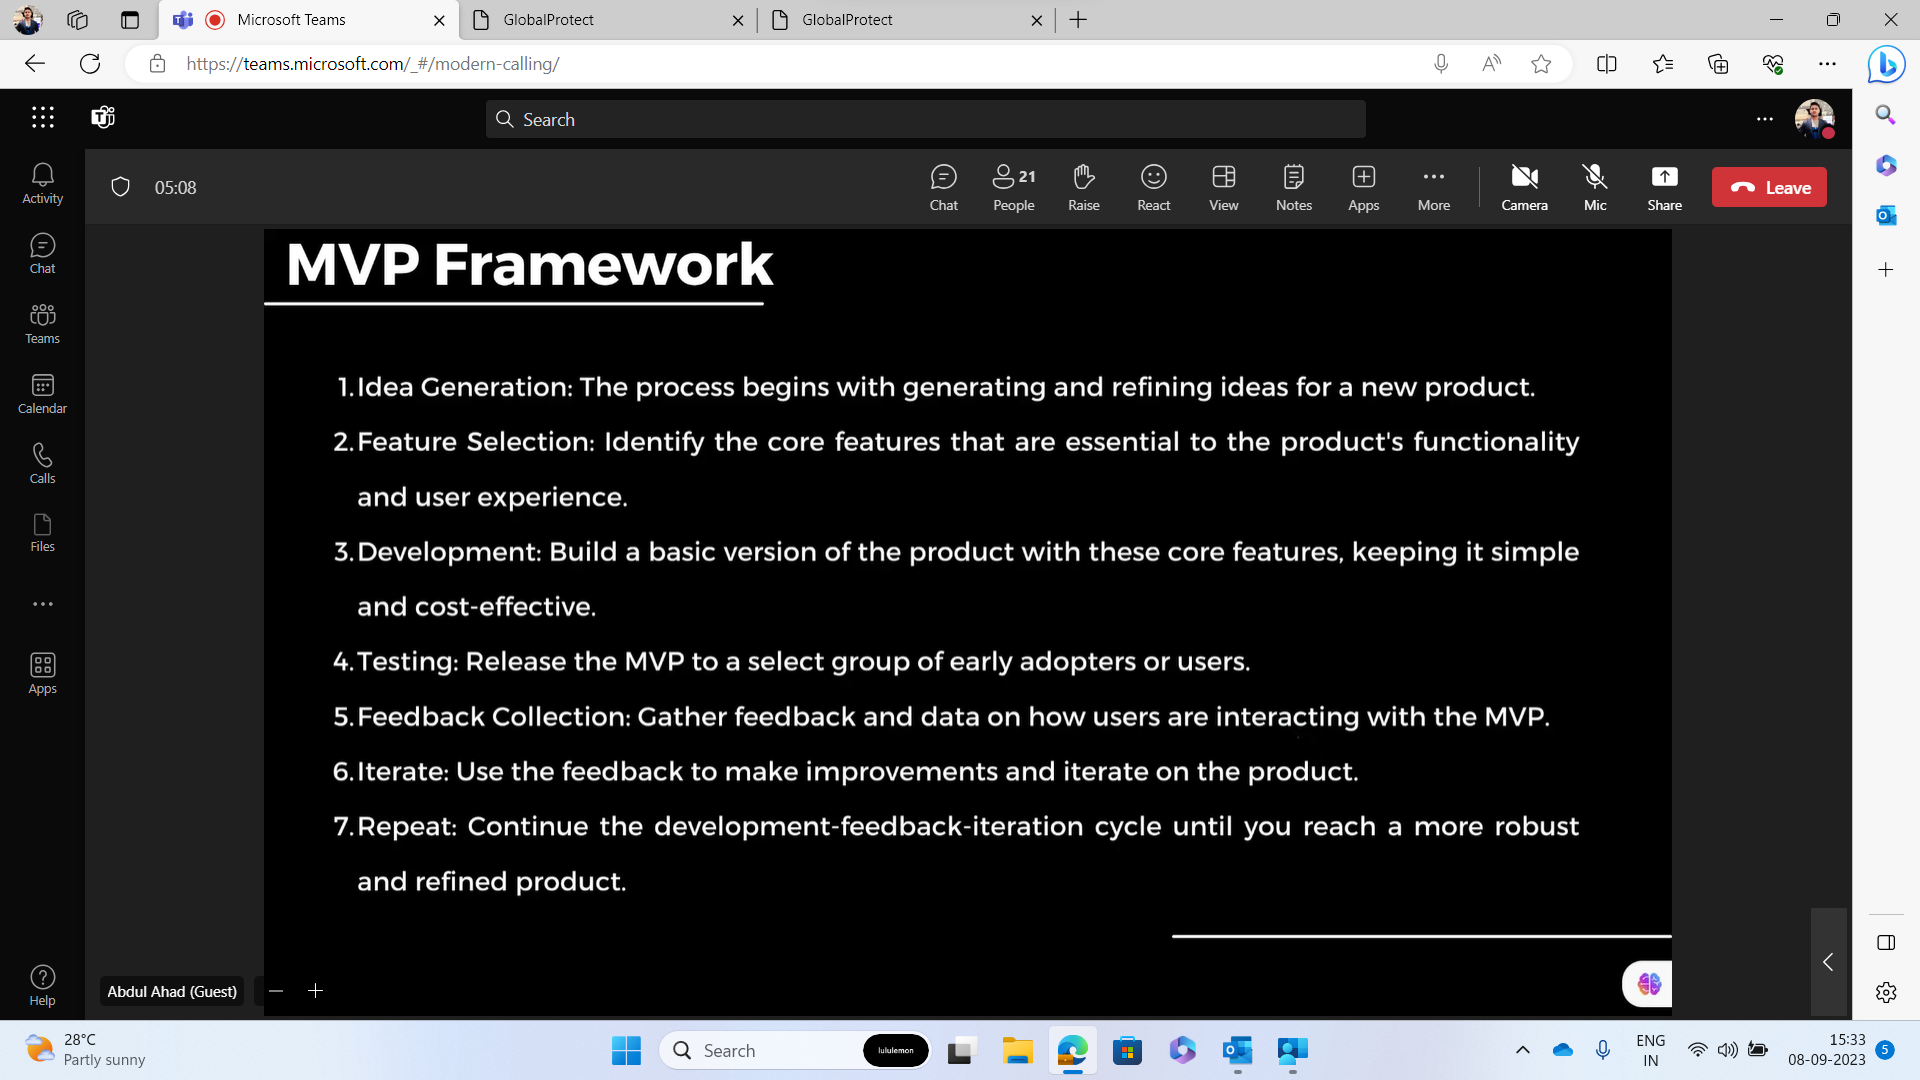 Microsoft Teams
GlobalProtect
GlobalProtect
https://teams.microsoft.com/_#/modern-calling/
Search
05:08
Chat
21
People
Raise
React
View
Notes
Apps
More
Camera
Mic
Share
Leave
Activity
Chat
Teams
Calendar
Calls
Files
Apps
Help
MVP Framework
1. Idea Generation: The process begins with generating and refining ideas for a new product.
2. Feature Selection: Identify the core features that are essential to the product's functionality
and user experience.
3. Development: Build a basic version of the product with these core features, keeping it simple
and cost-effective.
4. Testing: Release the MVP to a select group of early adopters or users.
5. Feedback Collection: Gather feedback and data on how users are interacting with the MVP.
6. Iterate: Use the feedback to make improvements and iterate on the product.
7. Repeat: Continue the development-feedback-iteration cycle until you reach a more robust
and refined product.
Abdul Ahad (Guest)
28°C
Partly sunny
Search
lululemon
ENG
IN
15:33
08-09-2023
5